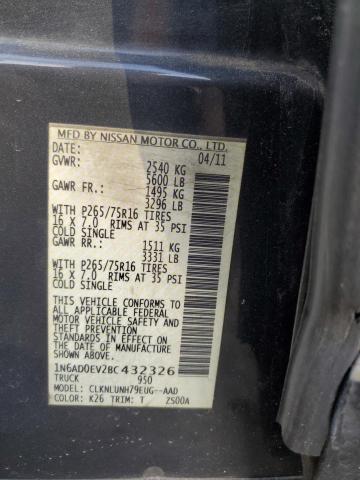 MFD BY NISSAN MOTOR CO., LTD.
DATE: 04/11
GVWR: 2540 KG
5600 LB
GAWR FR.: 1495 KG
3296 LB
WITH P265/75R16 TIRES
16 X 7.0 RIMS AT 35 PSI
COLD SINGLE
GAWR RR.: 1511 KG
3331 LB
WITH P265/75R16 TIRES
16 X 7.0 RIMS AT 35 PSI
COLD SINGLE
THIS VEHICLE CONFORMS TO
ALL APPLICABLE FEDERAL
MOTOR VEHICLE SAFETY
STANDARDS IN EFFECT ON
THE DATE OF MANUFACTURE
SHOWN ABOVE.
1N6AD0EV2BC432326
TRUCK 950
MODEL: CLKNLUNH79EUG--AAD
COLOR: K26 TRIM: T ZS00A